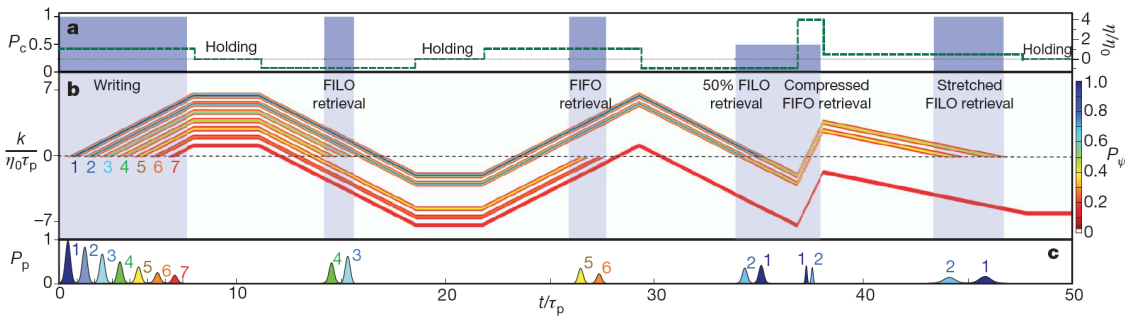 a
1
P_c 0.5
0
Holding
Holding
Holding
4
2
0
η/η₀
b
7
k/η₀τ_p
0
−7
Writing
FILO retrieval
FIFO retrieval
50% FILO retrieval
Compressed FIFO retrieval
Stretched FILO retrieval
1 2 3 4 5 6 7
1.0
0.8
0.6
0.4
0.2
0
P_ψ
c
1
P_p
0
1 2 3 4 5 6 7
4 3
5 6
2 1
1 2
2 1
0 10 20 30 40 50
t/τ_p